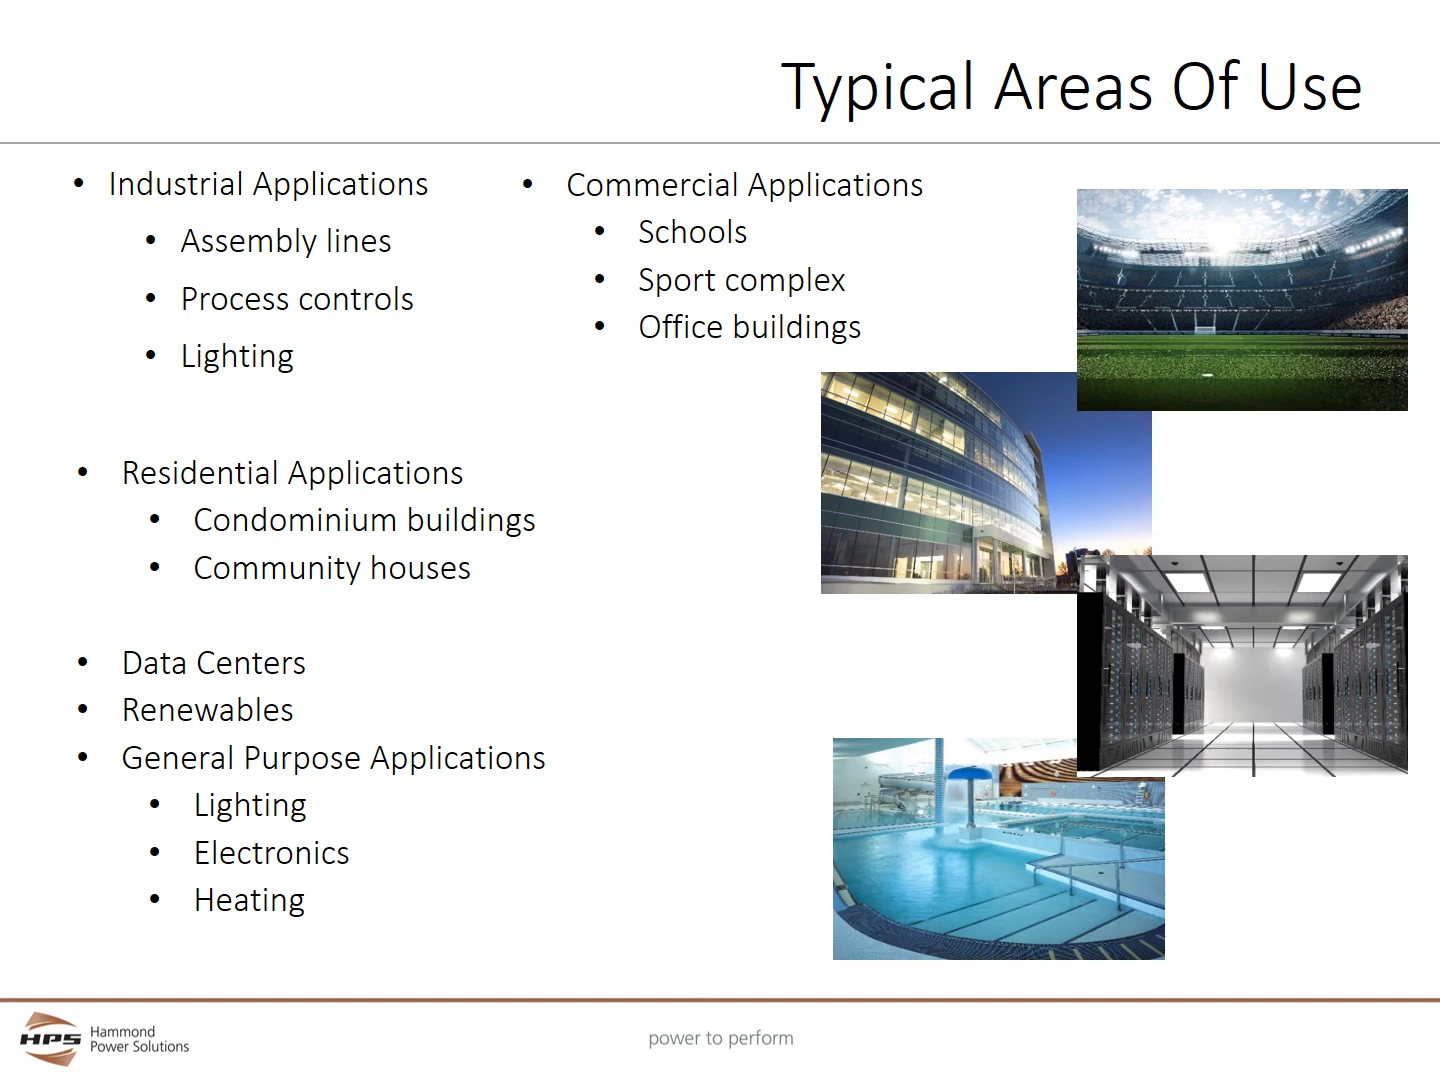 Typical Areas Of Use
• Industrial Applications
• Assembly lines
• Process controls
• Lighting
• Commercial Applications
• Schools
• Sport complex
• Office buildings
• Residential Applications
• Condominium buildings
• Community houses
• Data Centers
• Renewables
• General Purpose Applications
• Lighting
• Electronics
• Heating
HPS
Hammond
Power Solutions
power to perform